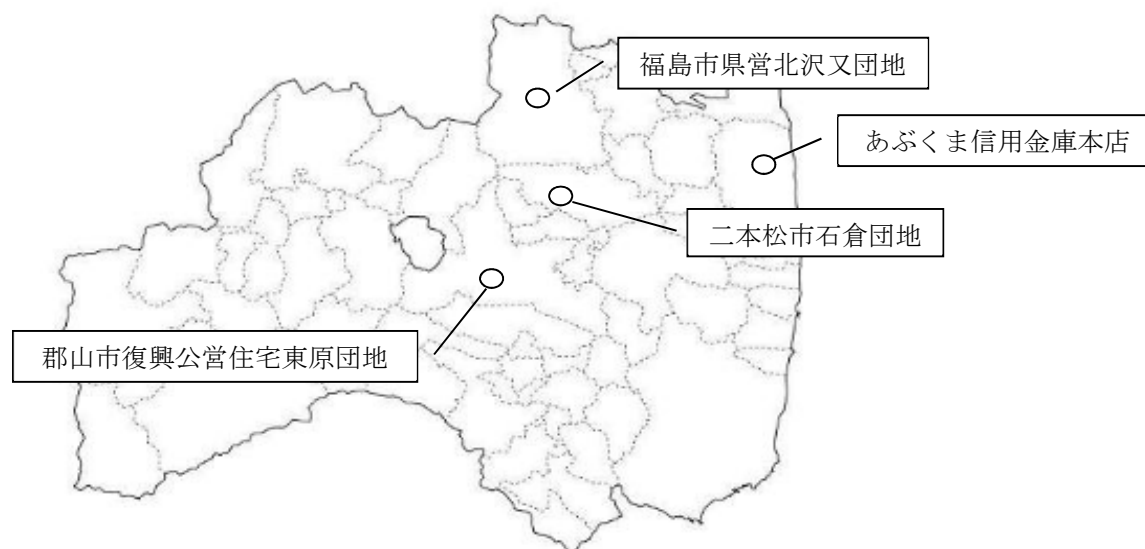 福島市県営北沢又団地
あぶくま信用金庫本店
二本松市石倉団地
郡山市復興公営住宅東原団地